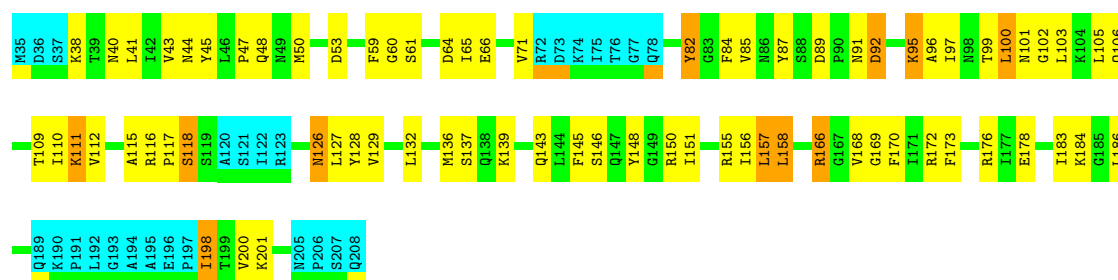 M35 D36 S37 K38 T39 N40 L41 I42 V43 N44 Y45 L46 P47 Q48 N49 M50 D53 F59 G60 S61 D64 I65 E66 V71 R72 D73 K74 I75 T76 G77 Q78 Y82 G83 F84 V85 N86 Y87 S88 D89 P90 N91 D92 K95 A96 I97 N98 T99 L100 N101 G102 L103 K104 L105 Q106
T109 I110 K111 V112 A115 R116 P117 S118 S119 A120 S121 I122 R123 N126 L127 Y128 V129 L132 M136 S137 Q138 K139 Q143 L144 F145 S146 Q147 Y148 G149 R150 I151 R155 I156 L157 L158 R166 G167 V168 G169 F170 I171 R172 F173 R176 I177 E178 I183 K184 G185 L186
Q189 K190 P191 L192 G193 A194 A195 E196 P197 I198 T199 V200 K201 N205 P206 S207 Q208